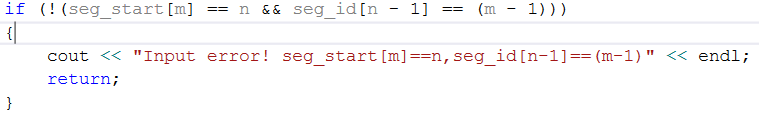 if (!(seg_start[m] == n && seg_id[n - 1] == (m - 1)))
{
    cout << "Input error! seg_start[m]==n,seg_id[n-1]==(m-1)" << endl;
    return;
}